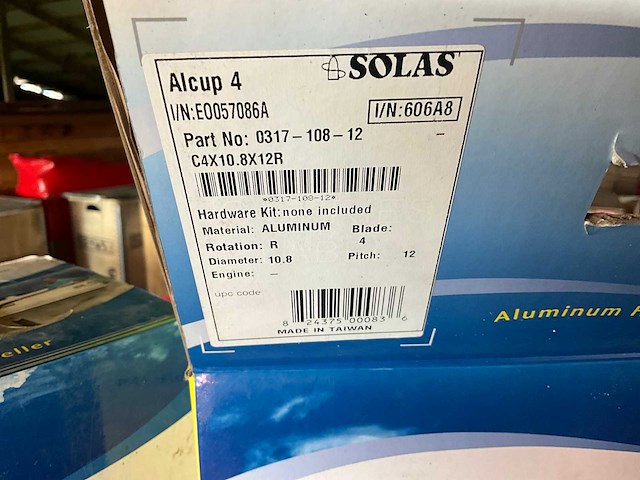 Alcup 4
SOLAS
I/N:EO057086A
I/N:606A8
Part No: 0317-108-12 -
C4X10.8X12R
*0317-108-12*
Hardware Kit: none included
Material: ALUMINUM Blade:
Rotation: R 4
Diameter: 10.8 Pitch: 12
Engine: -
upc code:
8 24375 00083 6
MADE IN TAIWAN
Aluminum
eller